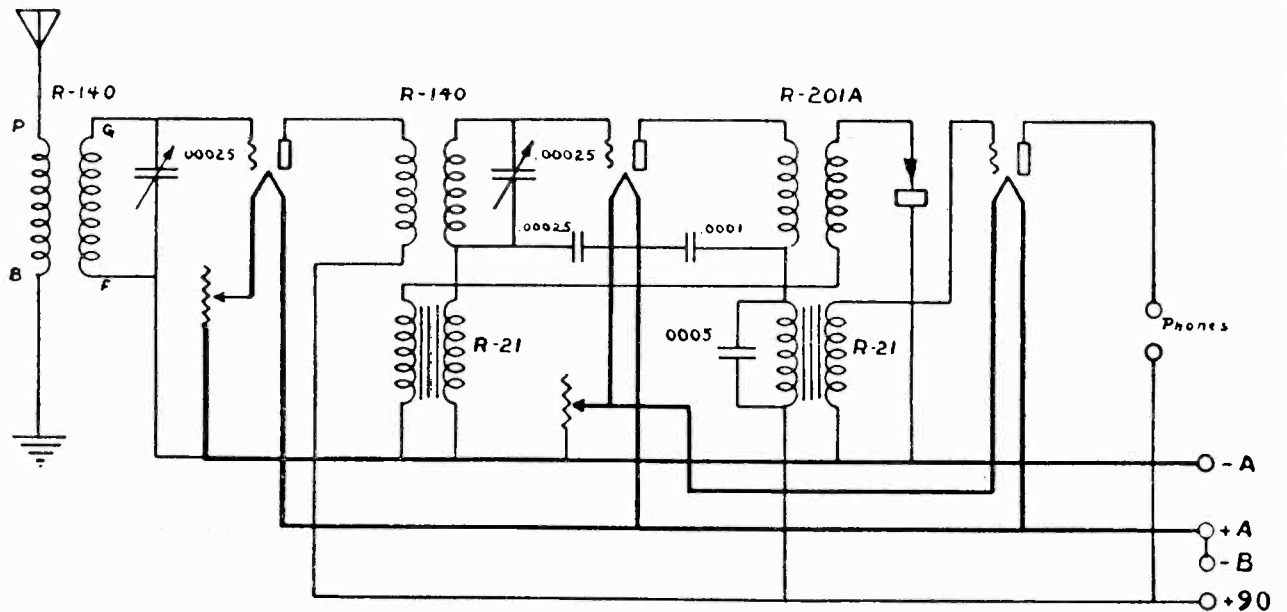 R-140
R-140
R-201A
P
G
.00025
.00025
.00025
.0001
B
F
R-21
.0005
R-21
Phones
-A
+A
-B
+90